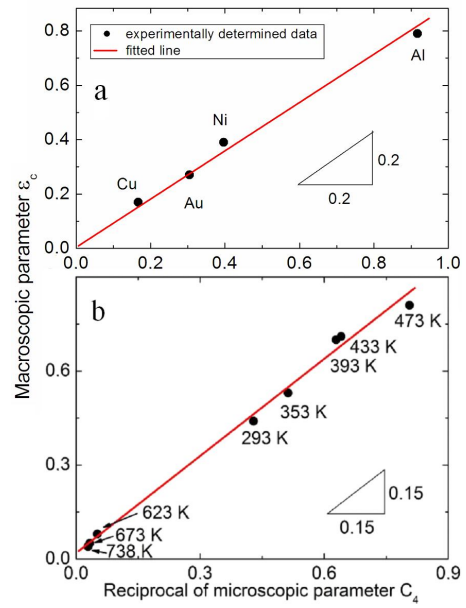 experimentally determined data
fitted line
a
0.8
0.6
0.4
0.2
0.0
Al
Ni
Cu
Au
0.2
0.2
0.0
0.2
0.4
0.6
0.8
1.0
Macroscopic parameter ε_c
b
0.6
0.3
0.0
473 K
433 K
393 K
353 K
293 K
623 K
673 K
738 K
0.15
0.15
0.0
0.3
0.6
0.9
Reciprocal of microscopic parameter C_4